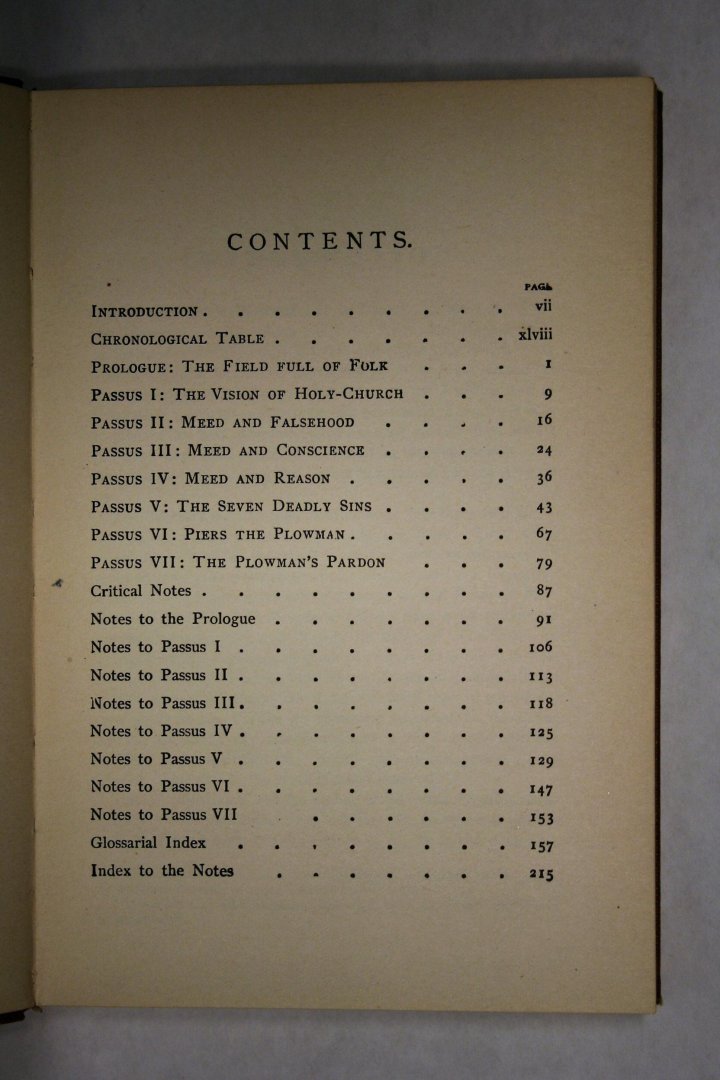 CONTENTS.
PAGE
INTRODUCTION . . . . . . . . . vii
CHRONOLOGICAL TABLE . . . . . . . xlviii
PROLOGUE: THE FIELD FULL OF FOLK . . . 1
PASSUS I: THE VISION OF HOLY-CHURCH . . . 9
PASSUS II: MEED AND FALSEHOOD . . . . 16
PASSUS III: MEED AND CONSCIENCE . . . . 24
PASSUS IV: MEED AND REASON . . . . . 36
PASSUS V: THE SEVEN DEADLY SINS . . . . 43
PASSUS VI: PIERS THE PLOWMAN . . . . . 67
PASSUS VII: THE PLOWMAN'S PARDON . . . 79
Critical Notes . . . . . . . . . 87
Notes to the Prologue . . . . . . . 91
Notes to Passus I . . . . . . . . 106
Notes to Passus II . . . . . . . . 113
Notes to Passus III . . . . . . . . 118
Notes to Passus IV . . . . . . . . 125
Notes to Passus V . . . . . . . . 129
Notes to Passus VI . . . . . . . . 147
Notes to Passus VII . . . . . . 153
Glossarial Index . . . . . . . . 157
Index to the Notes . . . . . . . 215